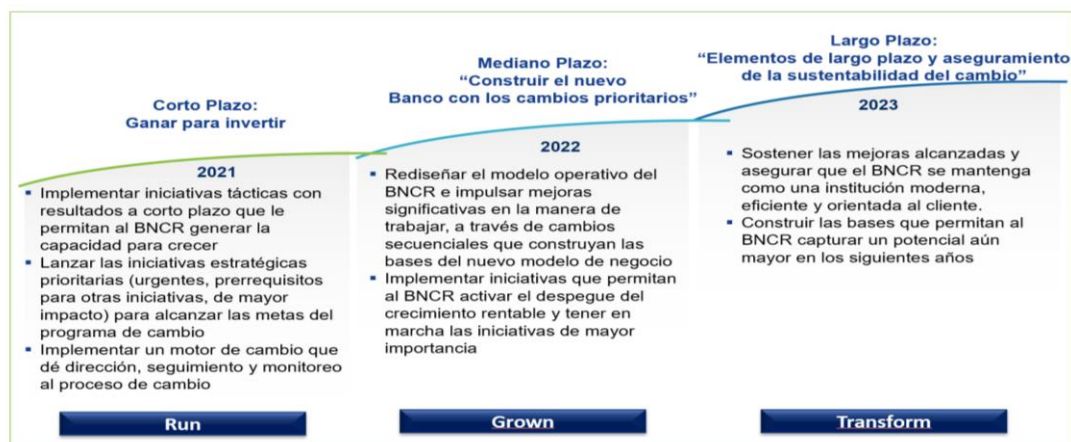 Corto Plazo:
Ganar para invertir
2021
▪ Implementar iniciativas tácticas con
resultados a corto plazo que le
permitan al BNCR generar la
capacidad para crecer
▪ Lanzar las iniciativas estratégicas
prioritarias (urgentes, prerrequisitos
para otras iniciativas, de mayor
impacto) para alcanzar las metas del
programa de cambio
▪ Implementar un motor de cambio que
dé dirección, seguimiento y monitoreo
al proceso de cambio
Run
Mediano Plazo:
“Construir el nuevo
Banco con los cambios prioritarios”
2022
▪ Rediseñar el modelo operativo del
BNCR e impulsar mejoras
significativas en la manera de
trabajar, a través de cambios
secuenciales que construyan las
bases del nuevo modelo de negocio
▪ Implementar iniciativas que permitan
al BNCR activar el despegue del
crecimiento rentable y tener en
marcha las iniciativas de mayor
importancia
Grown
Largo Plazo:
“Elementos de largo plazo y aseguramiento
de la sustentabilidad del cambio”
2023
▪ Sostener las mejoras alcanzadas y
asegurar que el BNCR se mantenga
como una institución moderna,
eficiente y orientada al cliente.
▪ Construir las bases que permitan al
BNCR capturar un potencial aún
mayor en los siguientes años
Transform